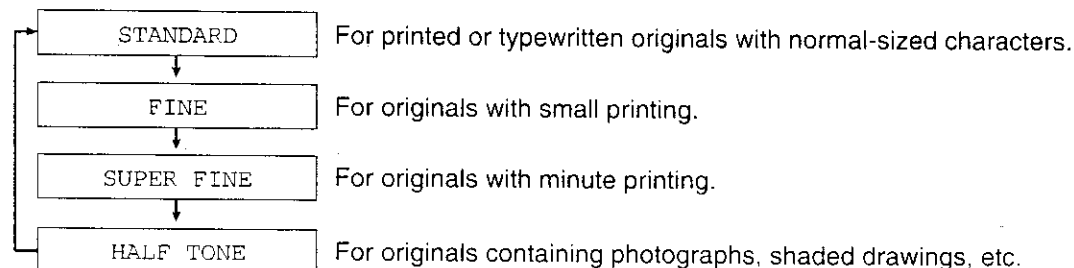 STANDARD For printed or typewritten originals with normal-sized characters.
FINE For originals with small printing.
SUPER FINE For originals with minute printing.
HALF TONE For originals containing photographs, shaded drawings, etc.